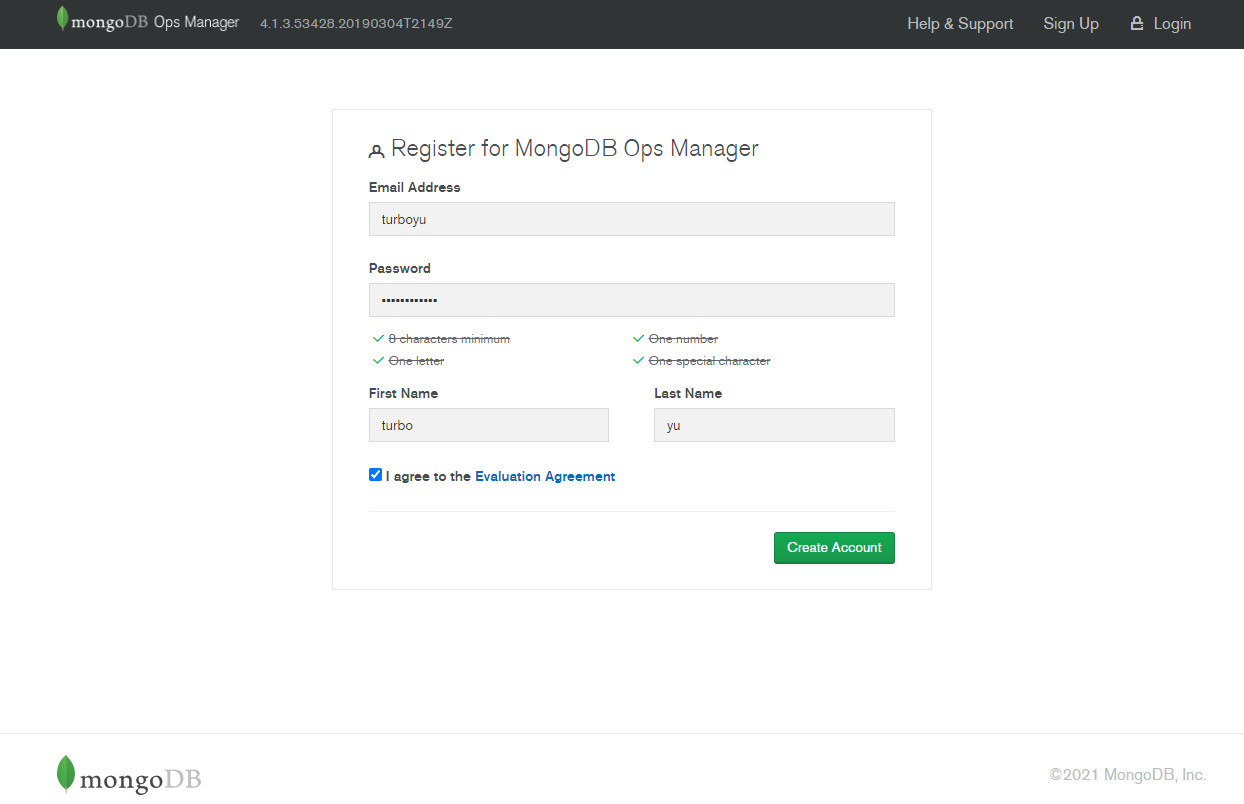 mongoDB Ops Manager 4.1.3.53428.20190304T2149Z Help & Support Sign Up Login
Register for MongoDB Ops Manager
Email Address
turboyu
Password
••••••••••••
8 characters minimum One number
One letter One special character
First Name Last Name
turbo yu
I agree to the Evaluation Agreement
Create Account
mongoDB ©2021 MongoDB, Inc.